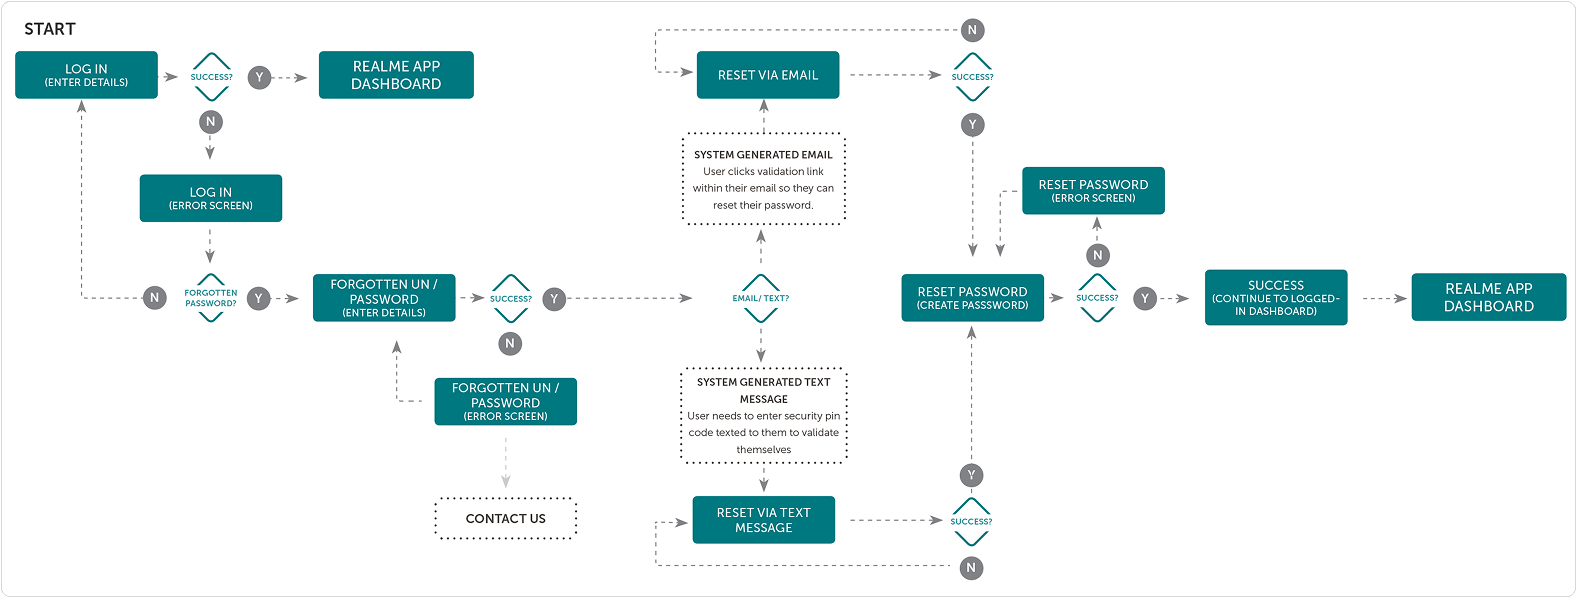 START
LOG IN
(ENTER DETAILS)
SUCCESS?
Y
REALME APP
DASHBOARD
N
LOG IN
(ERROR SCREEN)
FORGOTTEN
PASSWORD?
N
Y
FORGOTTEN UN /
PASSWORD
(ENTER DETAILS)
SUCCESS?
Y
N
FORGOTTEN UN /
PASSWORD
(ERROR SCREEN)
CONTACT US
EMAIL/ TEXT?
SYSTEM GENERATED EMAIL
User clicks validation link
within their email so they can
reset their password.
RESET VIA EMAIL
SUCCESS?
N
Y
SYSTEM GENERATED TEXT
MESSAGE
User needs to enter security pin
code texted to them to validate
themselves
RESET VIA TEXT
MESSAGE
SUCCESS?
Y
N
RESET PASSWORD
(CREATE PASSSWORD)
SUCCESS?
N
RESET PASSWORD
(ERROR SCREEN)
Y
SUCCESS
(CONTINUE TO LOGGED-
IN DASHBOARD)
REALME APP
DASHBOARD